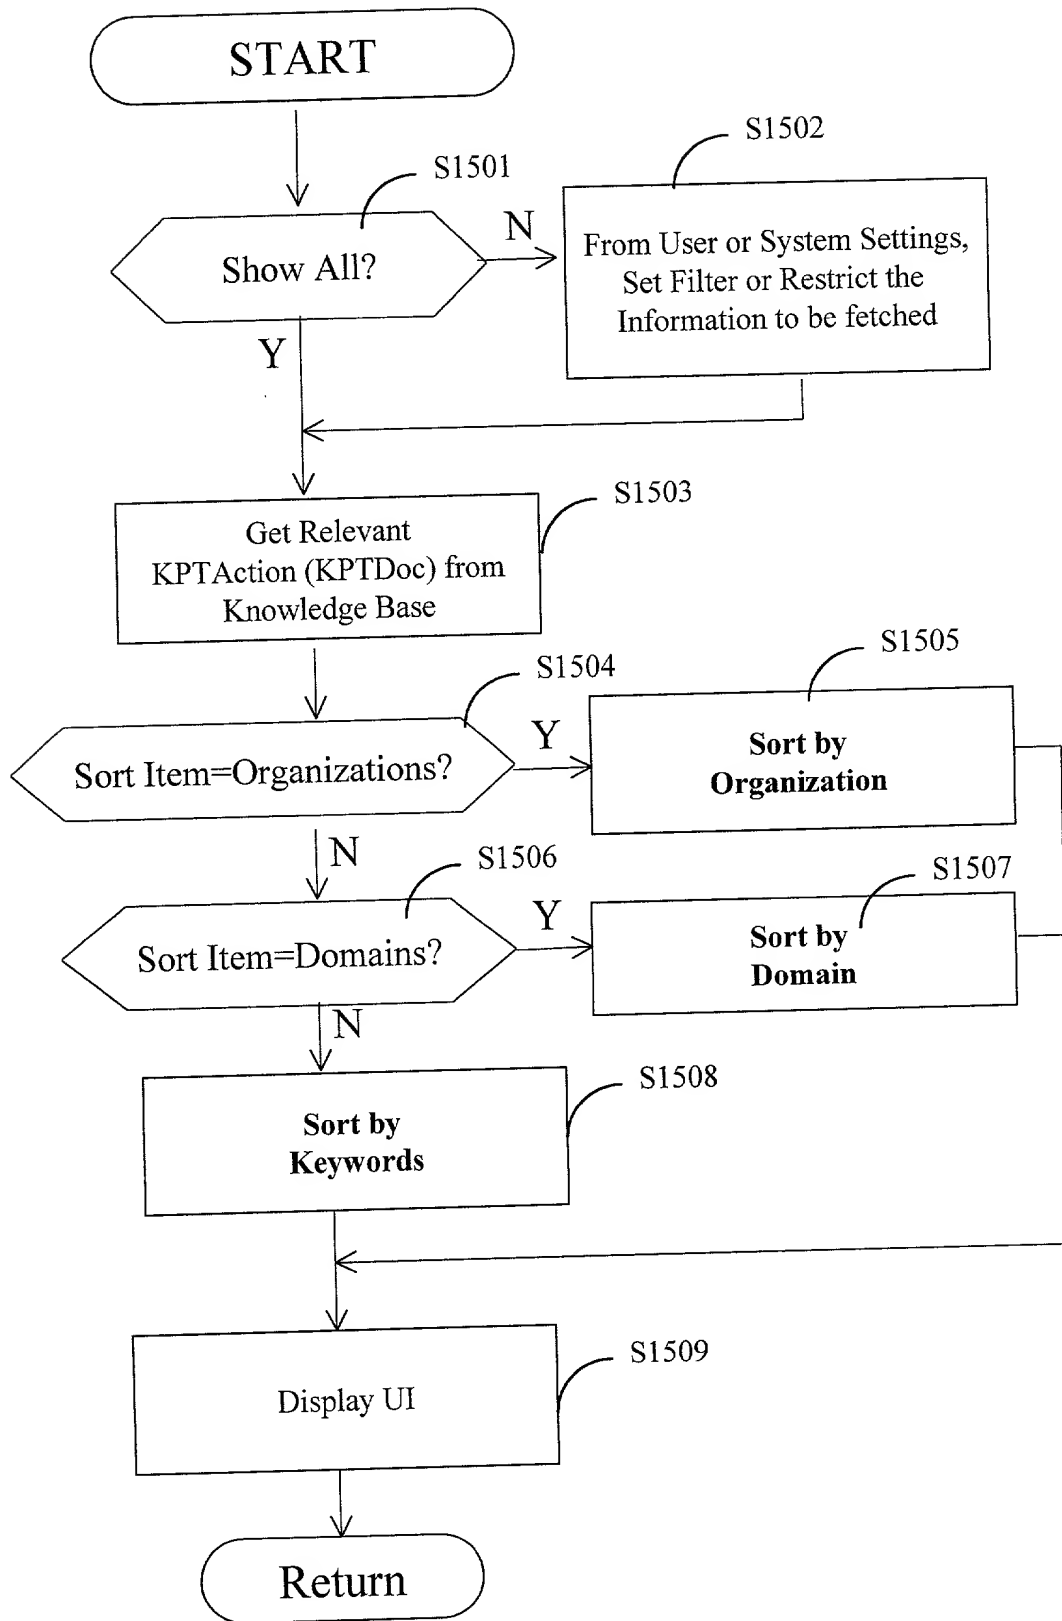 START
S1501
S1502
Show All?
N
From User or System Settings,
Set Filter or Restrict the
Information to be fetched
Y
S1503
Get Relevant
KPTAction (KPTDoc) from
Knowledge Base
S1504
S1505
Sort Item=Organizations?
Y
Sort by
Organization
N
S1506
S1507
Sort Item=Domains?
Y
Sort by
Domain
N
S1508
Sort by
Keywords
S1509
Display UI
Return